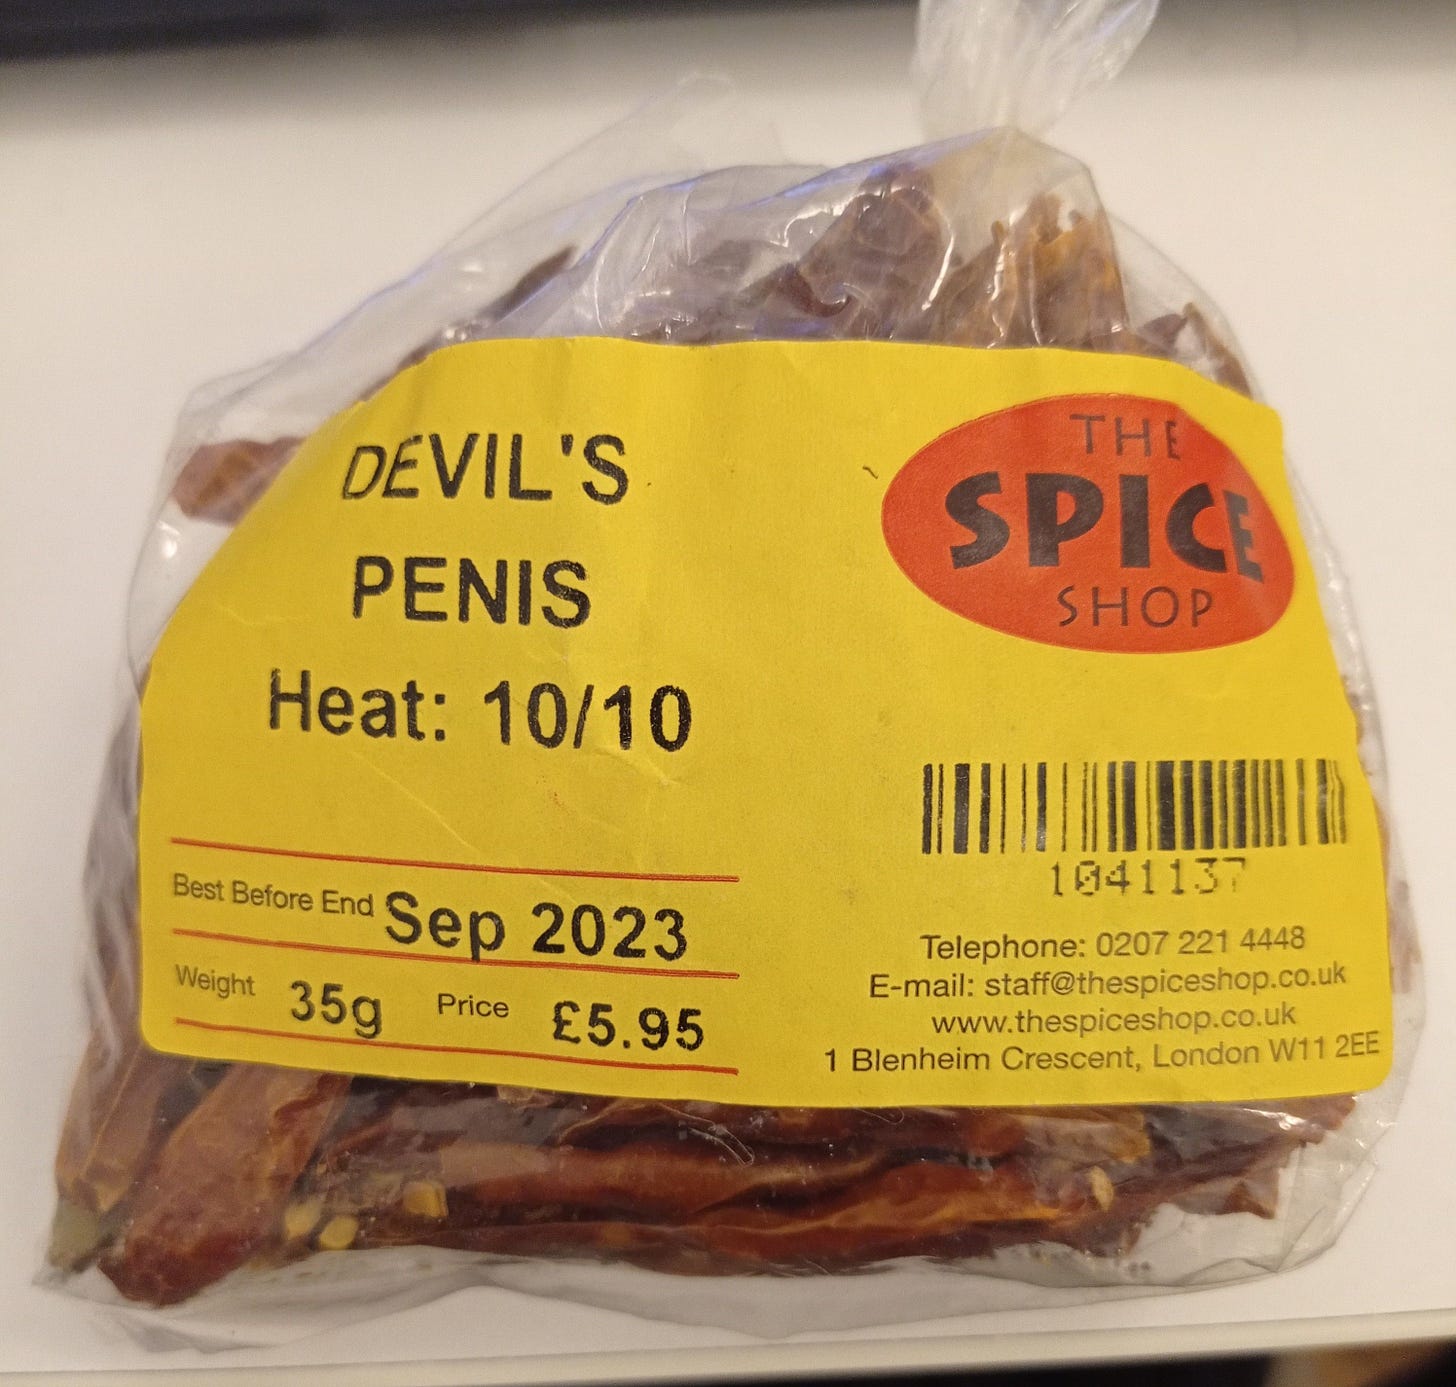 DEVIL'S
PENIS
Heat: 10/10
Best Before End Sep 2023
Weight 35g Price £5.95
THE
SPICE
SHOP
1041137
Telephone: 0207 221 4448
E-mail: staff@thespiceshop.co.uk
www.thespiceshop.co.uk
1 Blenheim Crescent, London W11 2EE